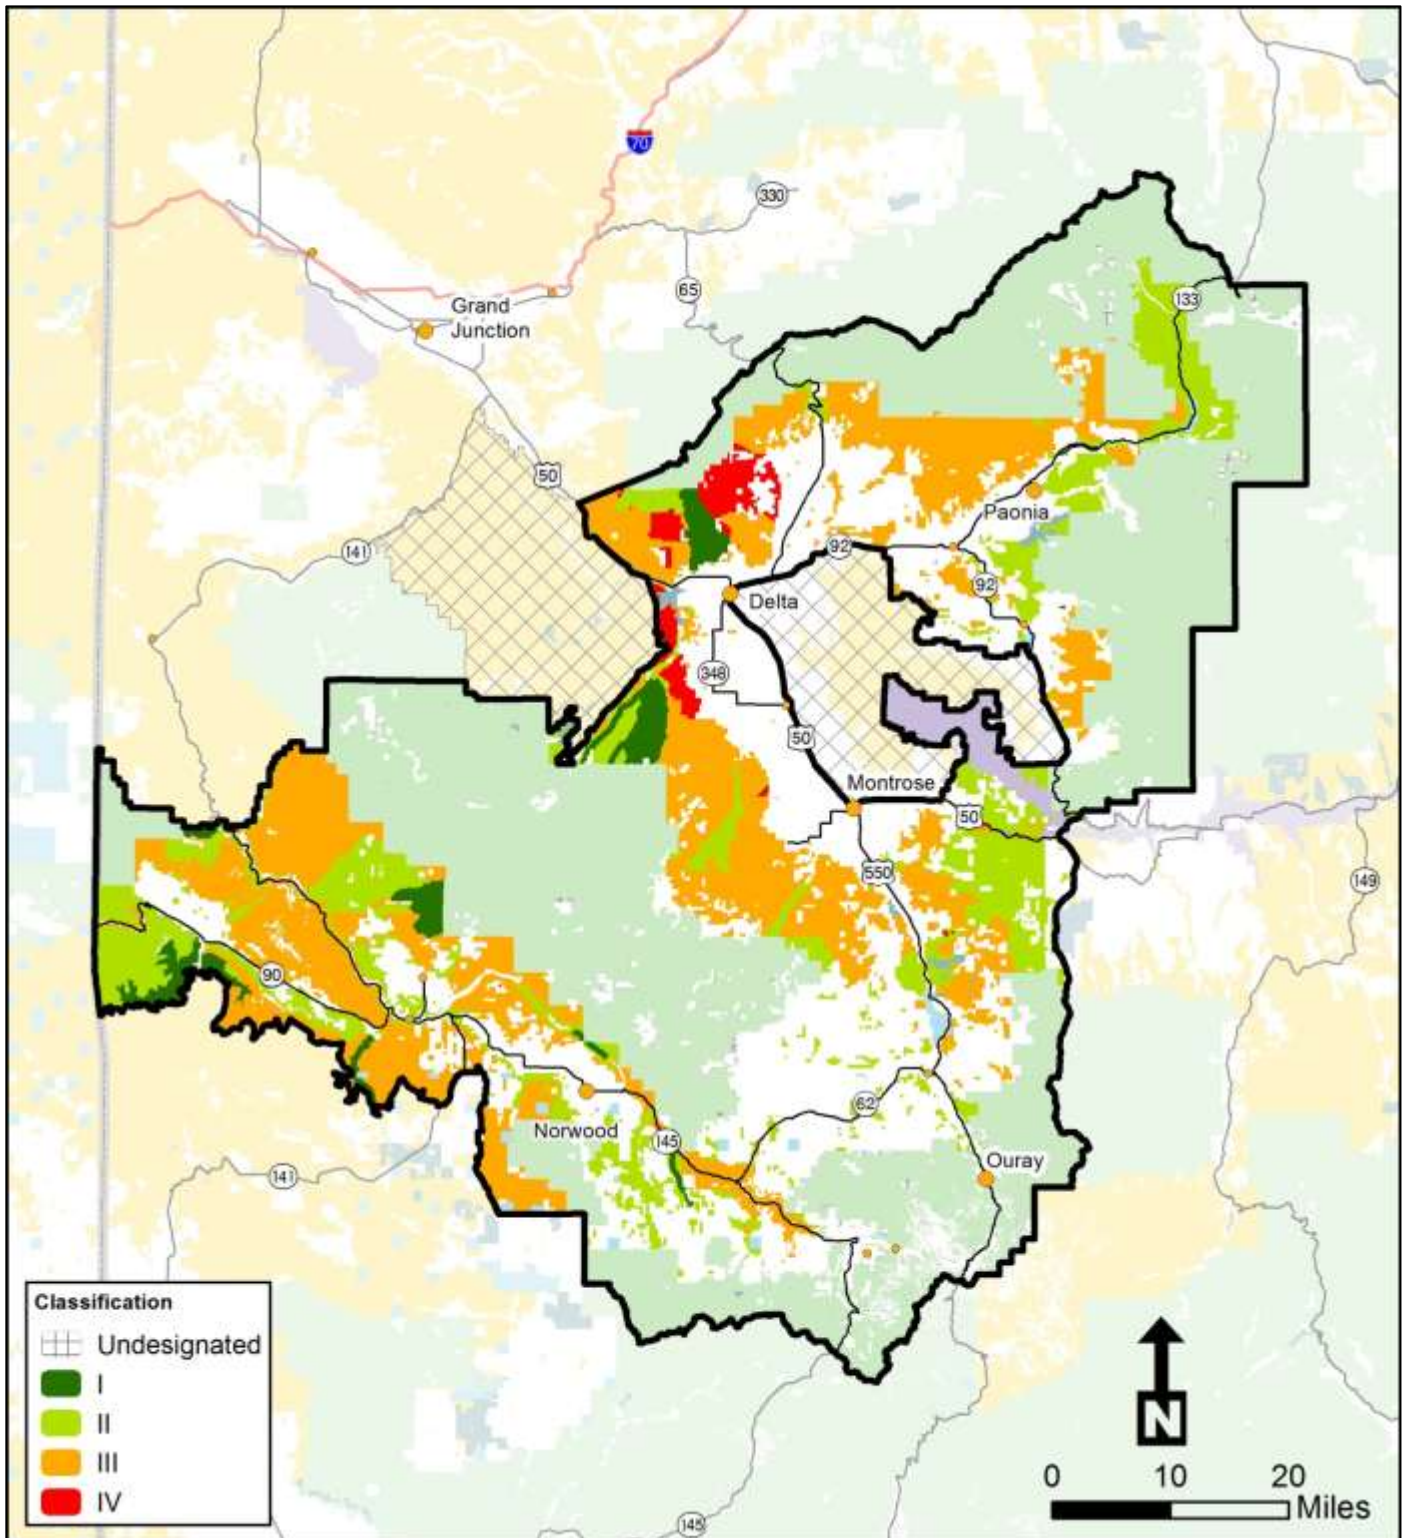 70
330
65
133
Grand
Junction
50
141
Paonia
92
92
Delta
348
50
Montrose
50
550
149
90
62
Norwood
145
Ouray
141
Classification
Undesignated
I
II
III
IV
N
0 10 20
Miles
145